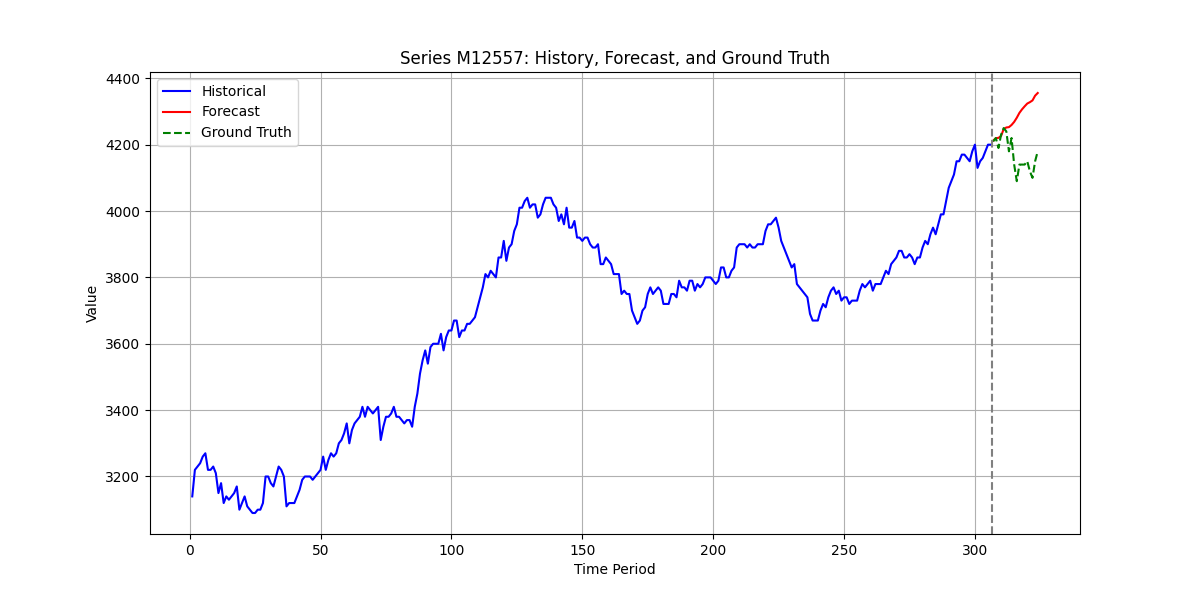 Series M12557: History, Forecast, and Ground Truth
Historical
Forecast
Ground Truth
Value
4400
4200
4000
3800
3600
3400
3200
0 50 100 150 200 250 300
Time Period